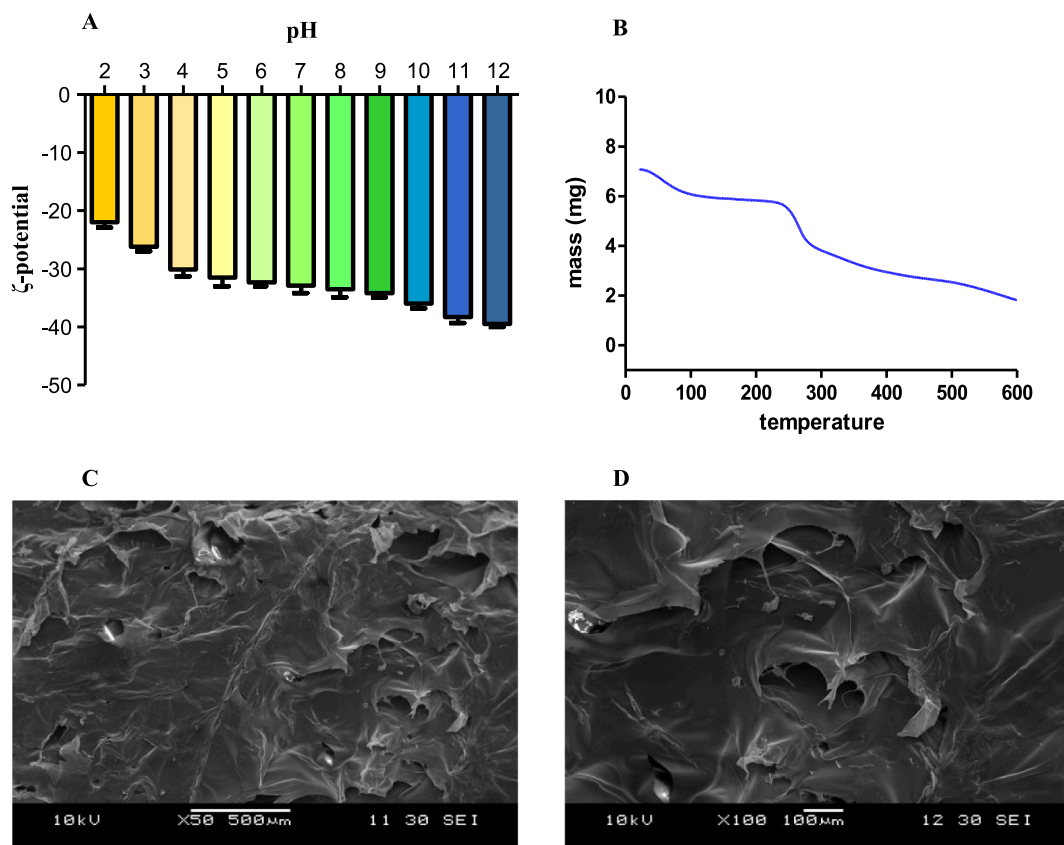 A
pH
2 3 4 5 6 7 8 9 10 11 12
0
-10
-20
-30
-40
-50
ζ-potential
B
10
8
6
4
2
0
mass (mg)
0 100 200 300 400 500 600
temperature
C
10kV X50 500μm 11 30 SEI
D
10kV X100 100μm 12 30 SEI